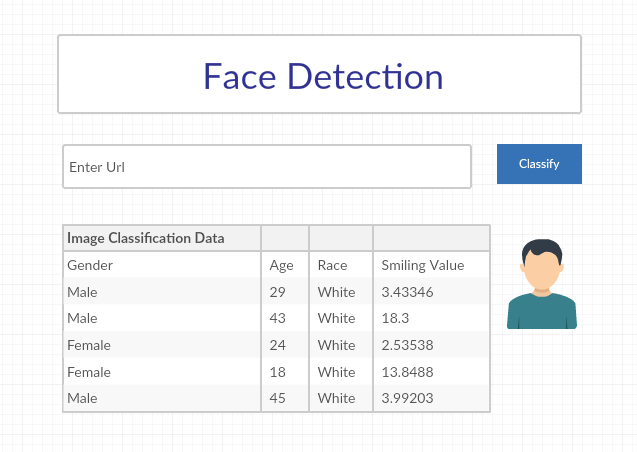 Face Detection
Enter Url
Classify
Image Classification Data
Gender Age Race Smiling Value
Male 29 White 3.43346
Male 43 White 18.3
Female 24 White 2.53538
Female 18 White 13.8488
Male 45 White 3.99203